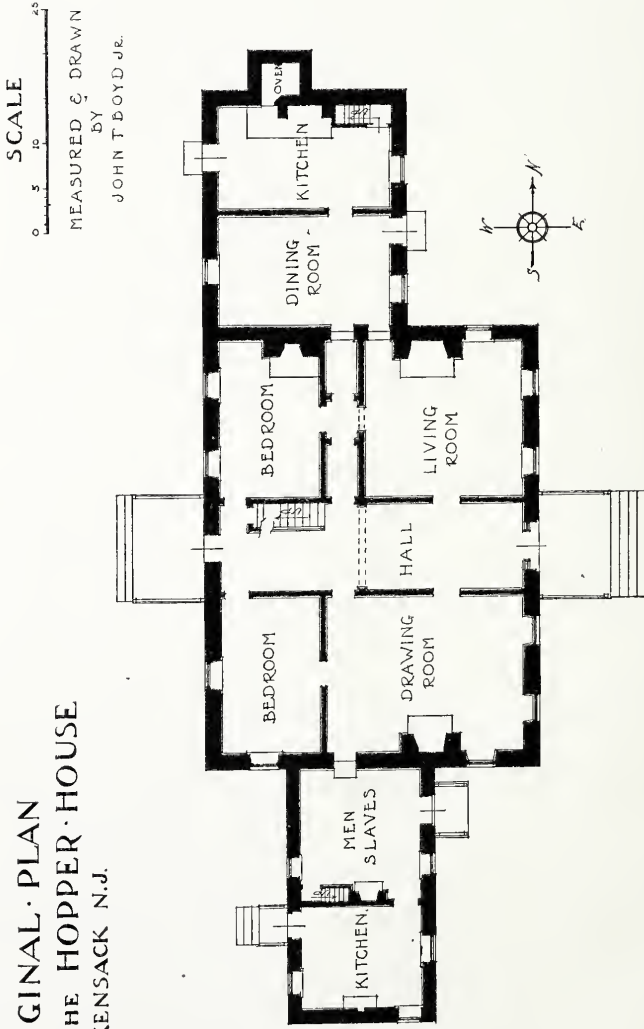 GINAL · PLAN
HE HOPPER · HOUSE
KENSACK N.J.
SCALE
0 5 10 25
MEASURED & DRAWN
BY
JOHN T BOYD JR.
OVEN
KITCHEN
DINING
ROOM
BEDROOM
LIVING
ROOM
HALL
BEDROOM
DRAWING
ROOM
MEN
SLAVES
KITCHEN.
W
N
S
E